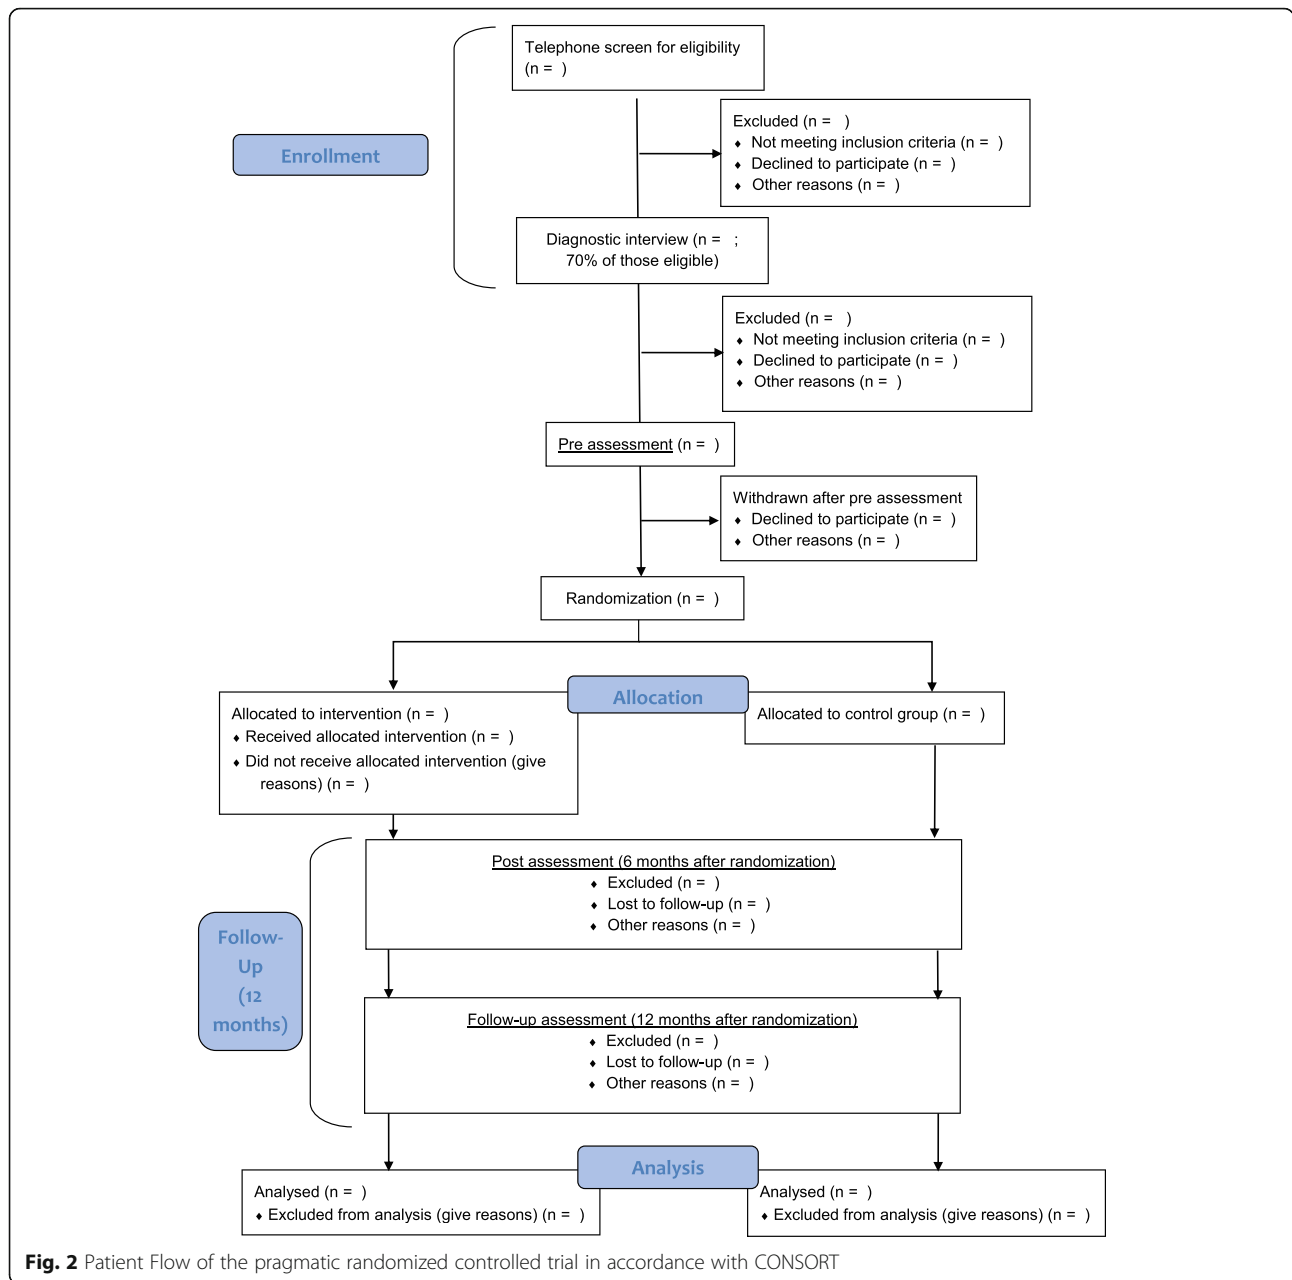 Telephone screen for eligibility
(n =  )
Excluded (n =  )
♦ Not meeting inclusion criteria (n =  )
♦ Declined to participate (n =  )
♦ Other reasons (n =  )
Enrollment
Diagnostic interview (n =  ;
70% of those eligible)
Excluded (n =  )
♦ Not meeting inclusion criteria (n =  )
♦ Declined to participate (n =  )
♦ Other reasons (n =  )
Pre assessment (n =  )
Withdrawn after pre assessment
♦ Declined to participate (n =  )
♦ Other reasons (n =  )
Randomization (n =  )
Allocation
Allocated to intervention (n =  )
♦ Received allocated intervention (n =  )
♦ Did not receive allocated intervention (give
reasons) (n =  )
Allocated to control group (n =  )
Post assessment (6 months after randomization)
♦ Excluded (n =  )
♦ Lost to follow-up (n =  )
♦ Other reasons (n =  )
Follow-
Up
(12
months)
Follow-up assessment (12 months after randomization)
♦ Excluded (n =  )
♦ Lost to follow-up (n =  )
♦ Other reasons (n =  )
Analysis
Analysed (n =  )
♦ Excluded from analysis (give reasons) (n =  )
Analysed (n =  )
♦ Excluded from analysis (give reasons) (n =  )
Fig. 2 Patient Flow of the pragmatic randomized controlled trial in accordance with CONSORT